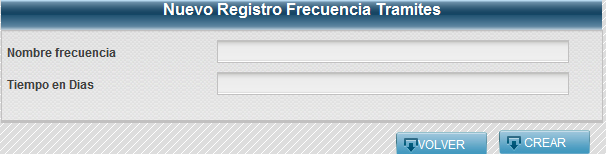 Nuevo Registro Frecuencia Tramites
Nombre frecuencia
Tiempo en Dias
VOLVER CREAR